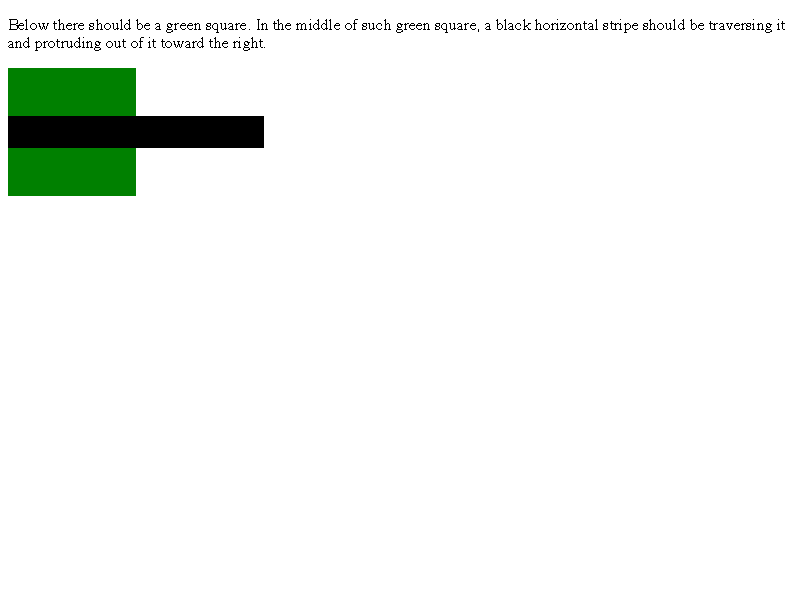 Below there should be a green square. In the middle of such green square, a black horizontal stripe should be traversing it
and protruding out of it toward the right.